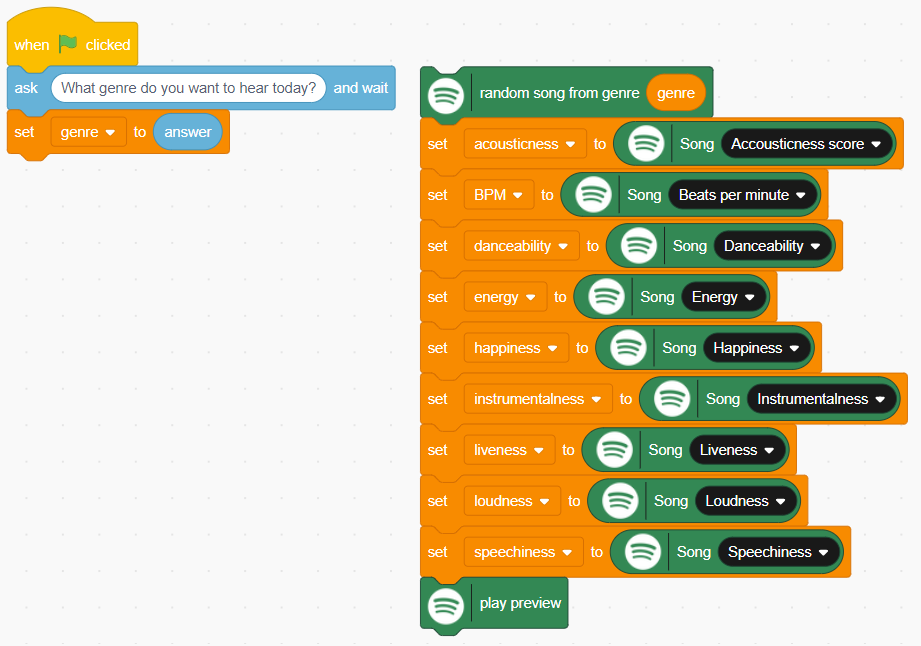 when clicked
ask What genre do you want to hear today? and wait
set genre to answer
random song from genre genre
set acousticness to Song Accousticness score
set BPM to Song Beats per minute
set danceability to Song Danceability
set energy to Song Energy
set happiness to Song Happiness
set instrumentalness to Song Instrumentalness
set liveness to Song Liveness
set loudness to Song Loudness
set speechiness to Song Speechiness
play preview